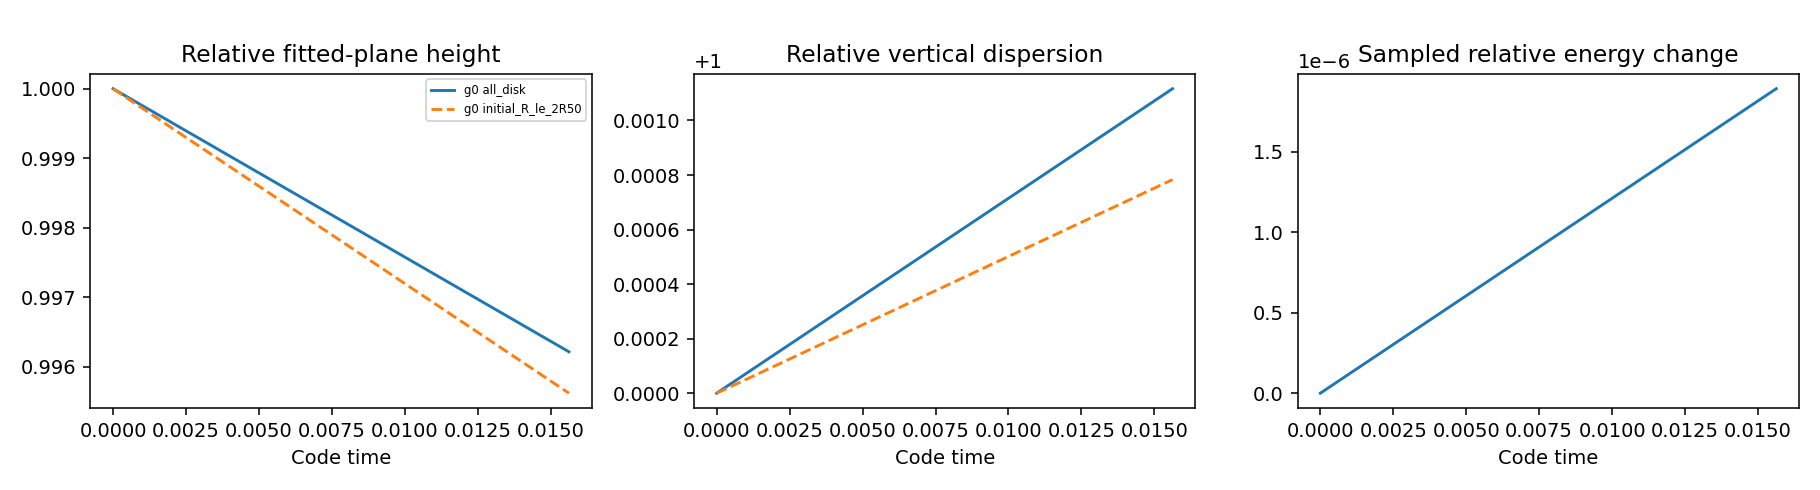 Relative fitted-plane height
1.000
0.999
0.998
0.997
0.996
g0 all_disk
g0 initial_R_le_2R50
0.0000 0.0025 0.0050 0.0075 0.0100 0.0125 0.0150
Code time
Relative vertical dispersion
+1
0.0010
0.0008
0.0006
0.0004
0.0002
0.0000
0.0000 0.0025 0.0050 0.0075 0.0100 0.0125 0.0150
Code time
Sampled relative energy change
1e−6
1.5
1.0
0.5
0.0
0.0000 0.0025 0.0050 0.0075 0.0100 0.0125 0.0150
Code time